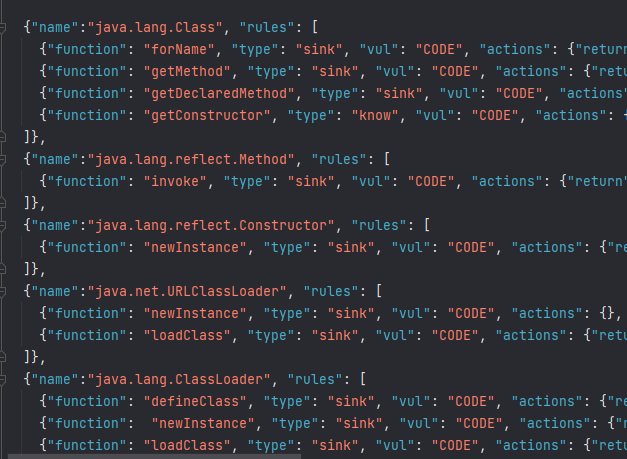 {"name":"java.lang.Class", "rules": [
{"function": "forName", "type": "sink", "vul": "CODE", "actions": {"return
{"function": "getMethod", "type": "sink", "vul": "CODE", "actions": {"retu
{"function": "getDeclaredMethod", "type": "sink", "vul": "CODE", "actions"
{"function": "getConstructor", "type": "know", "vul": "CODE", "actions": {
]},
{"name":"java.lang.reflect.Method", "rules": [
{"function": "invoke", "type": "sink", "vul": "CODE", "actions": {"return"
]},
{"name":"java.lang.reflect.Constructor", "rules": [
{"function": "newInstance", "type": "sink", "vul": "CODE", "actions": {"re
]},
{"name":"java.net.URLClassLoader", "rules": [
{"function": "newInstance", "type": "sink", "vul": "CODE", "actions": {},
{"function": "loadClass", "type": "sink", "vul": "CODE", "actions": {"retu
]},
{"name":"java.lang.ClassLoader", "rules": [
{"function": "defineClass", "type": "sink", "vul": "CODE", "actions": {"re
{"function":  "newInstance", "type": "sink", "vul": "CODE", "actions": {"r
{"function": "loadClass", "type": "sink", "vul": "CODE", "actions": {"retu